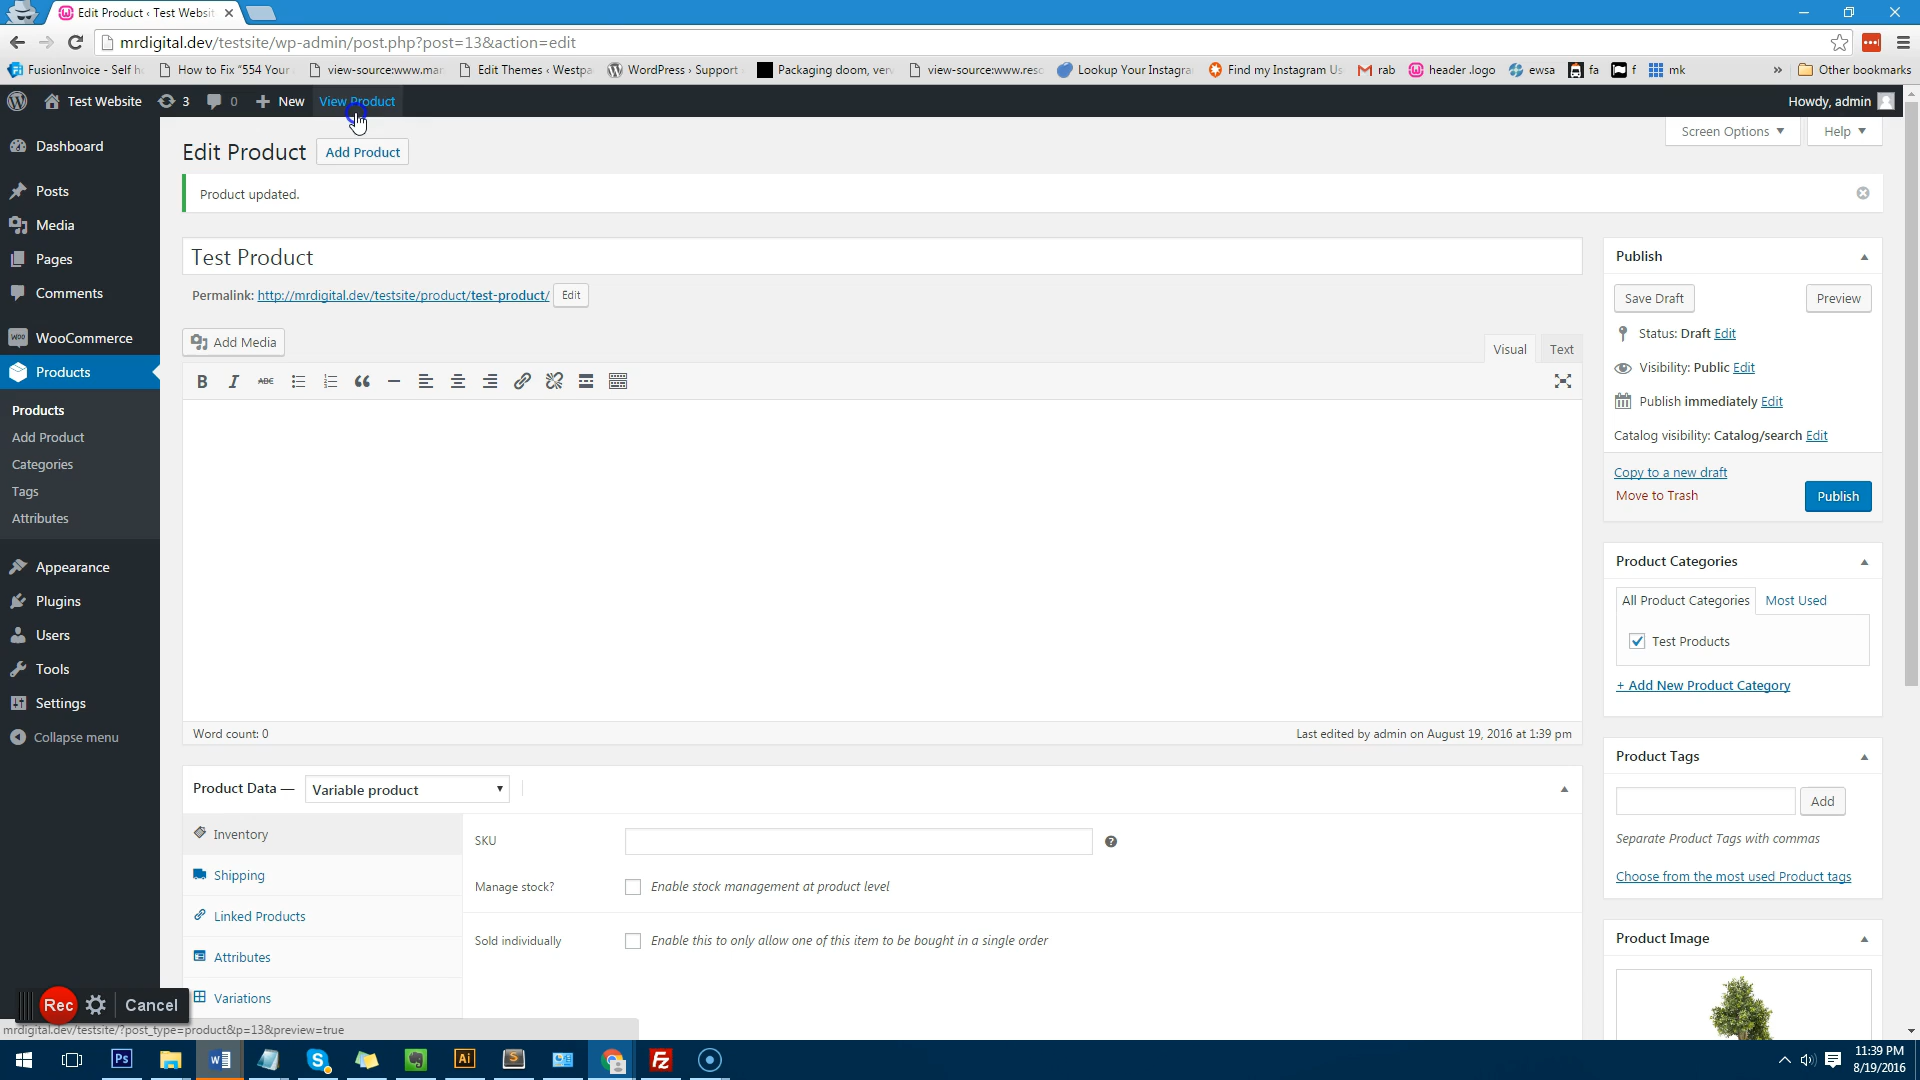 Edit Product ‹ Test Websit
mrdigital.dev/testsite/wp-admin/post.php?post=13&action=edit
FusionInvoice - Self h
How to Fix "554 Your
view-source:www.mar
Edit Themes ‹ Westpa
WordPress › Support
Packaging doom, ver
view-source:www.resc
Lookup Your Instagra
Find my Instagram Us
rab
header .logo
ewsa
fa
f
mk
»
Other bookmarks
Test Website
3
0
New
View Product
Howdy, admin
Screen Options
Help
Dashboard
Posts
Media
Pages
Comments
WooCommerce
Products
Products
Add Product
Categories
Tags
Attributes
Appearance
Plugins
Users
Tools
Settings
Collapse menu
Edit Product
Add Product
Product updated.
Test Product
Permalink: http://mrdigital.dev/testsite/product/test-product/ Edit
Add Media
Visual
Text
B I ABC
Word count: 0
Last edited by admin on August 19, 2016 at 1:39 pm
Product Data —
Variable product
Inventory
Shipping
Linked Products
Attributes
Variations
SKU
Manage stock?
Enable stock management at product level
Sold individually
Enable this to only allow one of this item to be bought in a single order
Publish
Save Draft
Preview
Status: Draft Edit
Visibility: Public Edit
Publish immediately Edit
Catalog visibility: Catalog/search Edit
Copy to a new draft
Move to Trash
Publish
Product Categories
All Product Categories
Most Used
Test Products
+ Add New Product Category
Product Tags
Add
Separate Product Tags with commas
Choose from the most used Product tags
Product Image
Rec
Cancel
mrdigital.dev/testsite/?post_type=product&p=13&preview=true
Ps
Ai
S
Fz
11:39 PM
8/19/2016